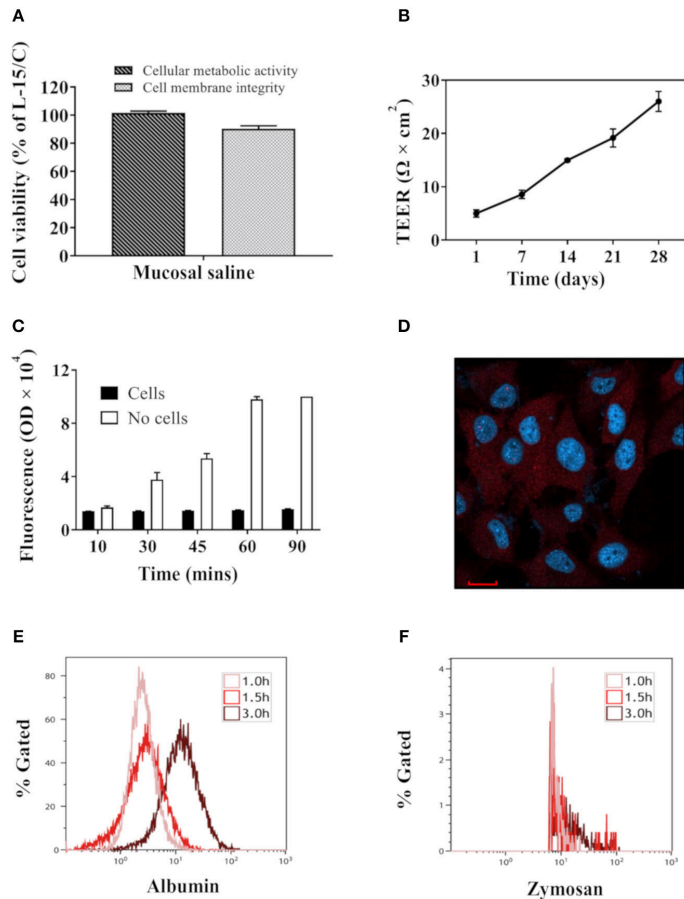 A
Cellular metabolic activity
Cell membrane integrity
Cell viability (% of L-15/C)
120
100
80
60
40
20
0
Mucosal saline
B
TEER (Ω × cm²)
30
20
10
0
1 7 14 21 28
Time (days)
C
Fluorescence (OD × 10⁴)
12
8
4
0
Cells
No cells
10 30 45 60 90
Time (mins)
D
E
% Gated
80
60
40
20
0
1.0h
1.5h
3.0h
10⁰ 10¹ 10² 10³
Albumin
F
% Gated
4
3
2
1
0
1.0h
1.5h
3.0h
10⁰ 10¹ 10² 10³
Zymosan